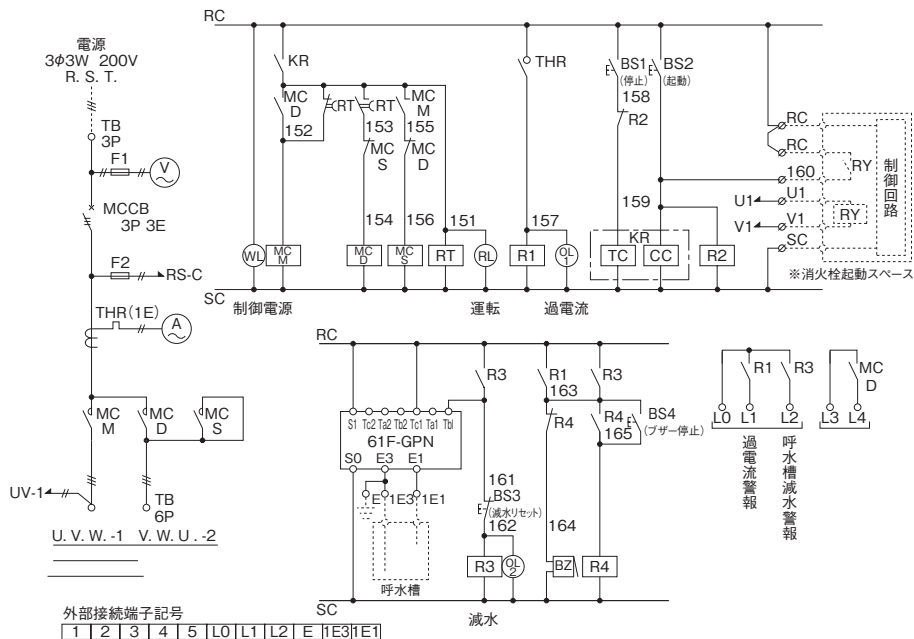 電源
3φ3W 200V
R. S. T.
TB
3P
F1
V
MCCB
3P 3E
F2
RS-C
THR(1E)
A
MC
M
MC
D
MC
S
UV-1
TB
6P
U. V. W. -1 V. W. U . -2
RC
KR
MC
D
152
RT
RT
153
MC
S
MC
M
155
MC
D
154
156
151
THR
157
BS1
(停止)
158
R2
159
BS2
(起動)
KR
WL
MC
M
MC
D
MC
S
RT
RL
R1
OL
1
TC
CC
R2
SC
制御電源
運転
過電流
RC
RC
160
U1
U1
V1
V1
SC
RY
RY
制御回路
※消火栓起動スペース
RC
S1 Tc2 Ta2 Tb2 Tc1 Ta1 Tbl
61F-GPN
S0 E3 E1
E 1E3 1E1
呼水槽
R3
161
BS3
(減水リセット)
162
R3
OL
2
R1
163
R4
164
BZ
R3
R4
165
BS4
(ブザー停止)
R4
SC
減水
R1
R3
L0 L1 L2
過電流警報
呼水槽減水警報
MC
D
L3 L4
外部接続端子記号
1 2 3 4 5 L0 L1 L2 E 1E3 1E1